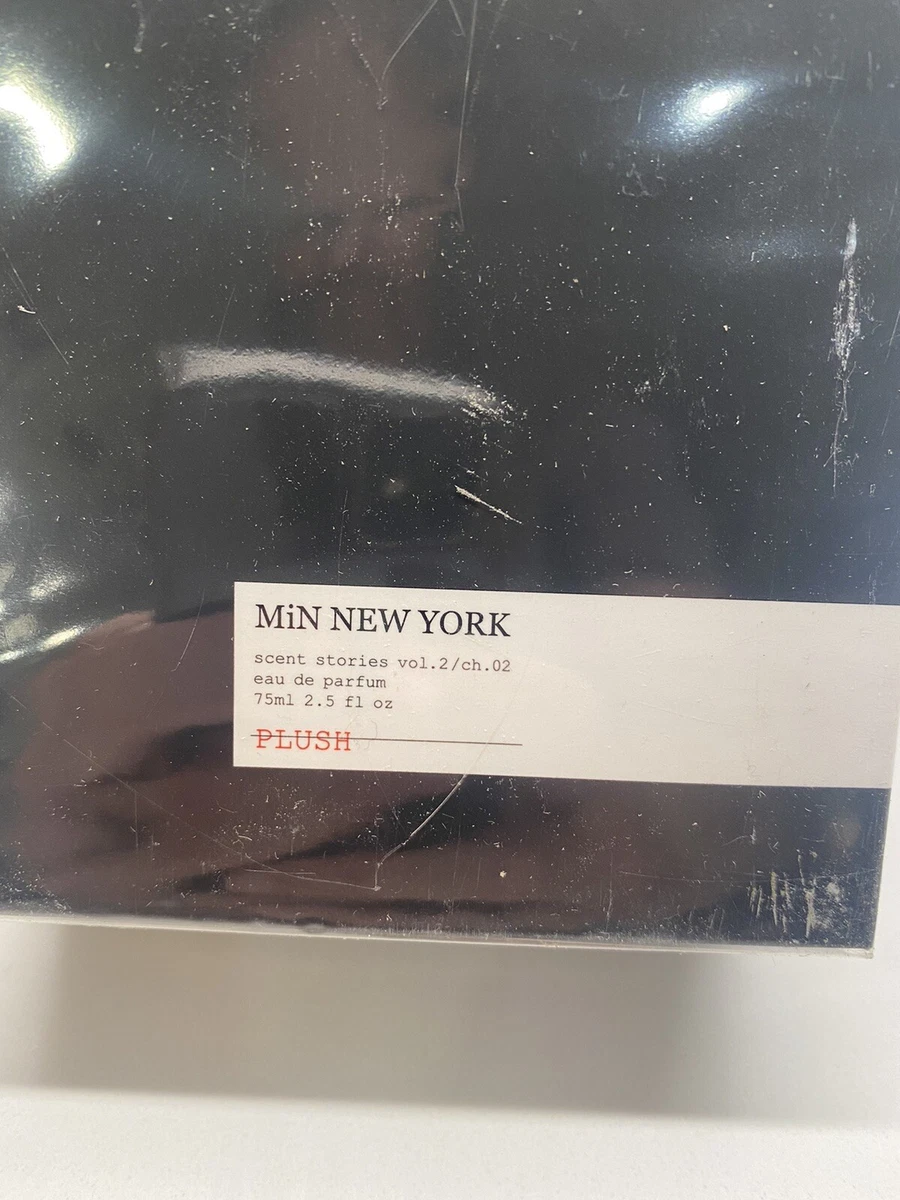 MiN NEW YORK
scent stories vol.2/ch.02
eau de parfum
75ml 2.5 fl oz
PLUSH